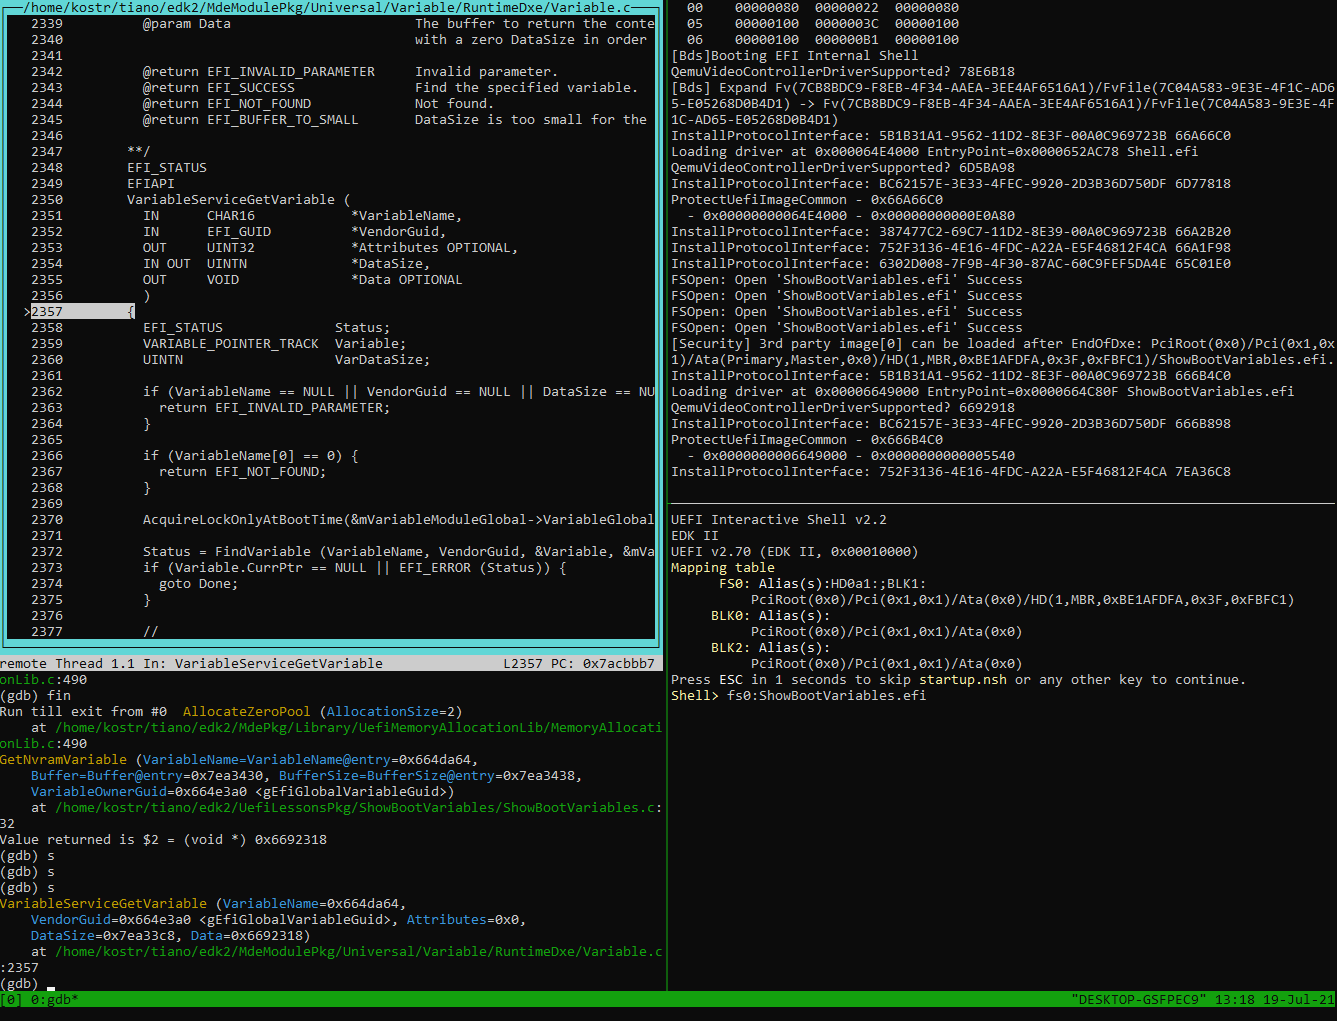 /home/kostr/tiano/edk2/MdeModulePkg/Universal/Variable/RuntimeDxe/Variable.c
2339 @param Data The buffer to return the conte
2340 with a zero DataSize in order
2341
2342 @return EFI_INVALID_PARAMETER Invalid parameter.
2343 @return EFI_SUCCESS Find the specified variable.
2344 @return EFI_NOT_FOUND Not found.
2345 @return EFI_BUFFER_TO_SMALL DataSize is too small for the
2346
2347 **/
2348 EFI_STATUS
2349 EFIAPI
2350 VariableServiceGetVariable (
2351 IN CHAR16 *VariableName,
2352 IN EFI_GUID *VendorGuid,
2353 OUT UINT32 *Attributes OPTIONAL,
2354 IN OUT UINTN *DataSize,
2355 OUT VOID *Data OPTIONAL
2356 )
>2357 {
2358 EFI_STATUS Status;
2359 VARIABLE_POINTER_TRACK Variable;
2360 UINTN VarDataSize;
2361
2362 if (VariableName == NULL || VendorGuid == NULL || DataSize == NU
2363 return EFI_INVALID_PARAMETER;
2364 }
2365
2366 if (VariableName[0] == 0) {
2367 return EFI_NOT_FOUND;
2368 }
2369
2370 AcquireLockOnlyAtBootTime(&mVariableModuleGlobal->VariableGlobal
2371
2372 Status = FindVariable (VariableName, VendorGuid, &Variable, &mVa
2373 if (Variable.CurrPtr == NULL || EFI_ERROR (Status)) {
2374 goto Done;
2375 }
2376
2377 //
remote Thread 1.1 In: VariableServiceGetVariable L2357 PC: 0x7acbbb7
onLib.c:490
(gdb) fin
Run till exit from #0 AllocateZeroPool (AllocationSize=2)
at /home/kostr/tiano/edk2/MdePkg/Library/UefiMemoryAllocationLib/MemoryAllocati
onLib.c:490
GetNvramVariable (VariableName=VariableName@entry=0x664da64,
Buffer=Buffer@entry=0x7ea3430, BufferSize=BufferSize@entry=0x7ea3438,
VariableOwnerGuid=0x664e3a0 <gEfiGlobalVariableGuid>)
at /home/kostr/tiano/edk2/UefiLessonsPkg/ShowBootVariables/ShowBootVariables.c:
32
Value returned is $2 = (void *) 0x6692318
(gdb) s
(gdb) s
(gdb) s
VariableServiceGetVariable (VariableName=0x664da64,
VendorGuid=0x664e3a0 <gEfiGlobalVariableGuid>, Attributes=0x0,
DataSize=0x7ea33c8, Data=0x6692318)
at /home/kostr/tiano/edk2/MdeModulePkg/Universal/Variable/RuntimeDxe/Variable.c
:2357
(gdb)
00 00000080 00000022 00000080
05 00000100 0000003C 00000100
06 00000100 000000B1 00000100
[Bds]Booting EFI Internal Shell
QemuVideoControllerDriverSupported? 78E6B18
[Bds] Expand Fv(7CB8BDC9-F8EB-4F34-AAEA-3EE4AF6516A1)/FvFile(7C04A583-9E3E-4F1C-AD6
5-E05268D0B4D1) -> Fv(7CB8BDC9-F8EB-4F34-AAEA-3EE4AF6516A1)/FvFile(7C04A583-9E3E-4F
1C-AD65-E05268D0B4D1)
InstallProtocolInterface: 5B1B31A1-9562-11D2-8E3F-00A0C969723B 66A66C0
Loading driver at 0x000064E4000 EntryPoint=0x0000652AC78 Shell.efi
QemuVideoControllerDriverSupported? 6D5BA98
InstallProtocolInterface: BC62157E-3E33-4FEC-9920-2D3B36D750DF 6D77818
ProtectUefiImageCommon - 0x66A66C0
- 0x00000000064E4000 - 0x00000000000E0A80
InstallProtocolInterface: 387477C2-69C7-11D2-8E39-00A0C969723B 66A2B20
InstallProtocolInterface: 752F3136-4E16-4FDC-A22A-E5F46812F4CA 66A1F98
InstallProtocolInterface: 6302D008-7F9B-4F30-87AC-60C9FEF5DA4E 65C01E0
FSOpen: Open 'ShowBootVariables.efi' Success
FSOpen: Open 'ShowBootVariables.efi' Success
FSOpen: Open 'ShowBootVariables.efi' Success
FSOpen: Open 'ShowBootVariables.efi' Success
[Security] 3rd party image[0] can be loaded after EndOfDxe: PciRoot(0x0)/Pci(0x1,0x
1)/Ata(Primary,Master,0x0)/HD(1,MBR,0xBE1AFDFA,0x3F,0xFBFC1)/ShowBootVariables.efi.
InstallProtocolInterface: 5B1B31A1-9562-11D2-8E3F-00A0C969723B 666B4C0
Loading driver at 0x00006649000 EntryPoint=0x0000664C80F ShowBootVariables.efi
QemuVideoControllerDriverSupported? 6692918
InstallProtocolInterface: BC62157E-3E33-4FEC-9920-2D3B36D750DF 666B898
ProtectUefiImageCommon - 0x666B4C0
- 0x0000000006649000 - 0x0000000000005540
InstallProtocolInterface: 752F3136-4E16-4FDC-A22A-E5F46812F4CA 7EA36C8
UEFI Interactive Shell v2.2
EDK II
UEFI v2.70 (EDK II, 0x00010000)
Mapping table
FS0: Alias(s):HD0a1:;BLK1:
PciRoot(0x0)/Pci(0x1,0x1)/Ata(0x0)/HD(1,MBR,0xBE1AFDFA,0x3F,0xFBFC1)
BLK0: Alias(s):
PciRoot(0x0)/Pci(0x1,0x1)/Ata(0x0)
BLK2: Alias(s):
PciRoot(0x0)/Pci(0x1,0x1)/Ata(0x0)
Press ESC in 1 seconds to skip startup.nsh or any other key to continue.
Shell> fs0:ShowBootVariables.efi
[0] 0:gdb* "DESKTOP-GSFPEC9" 13:18 19-Jul-21